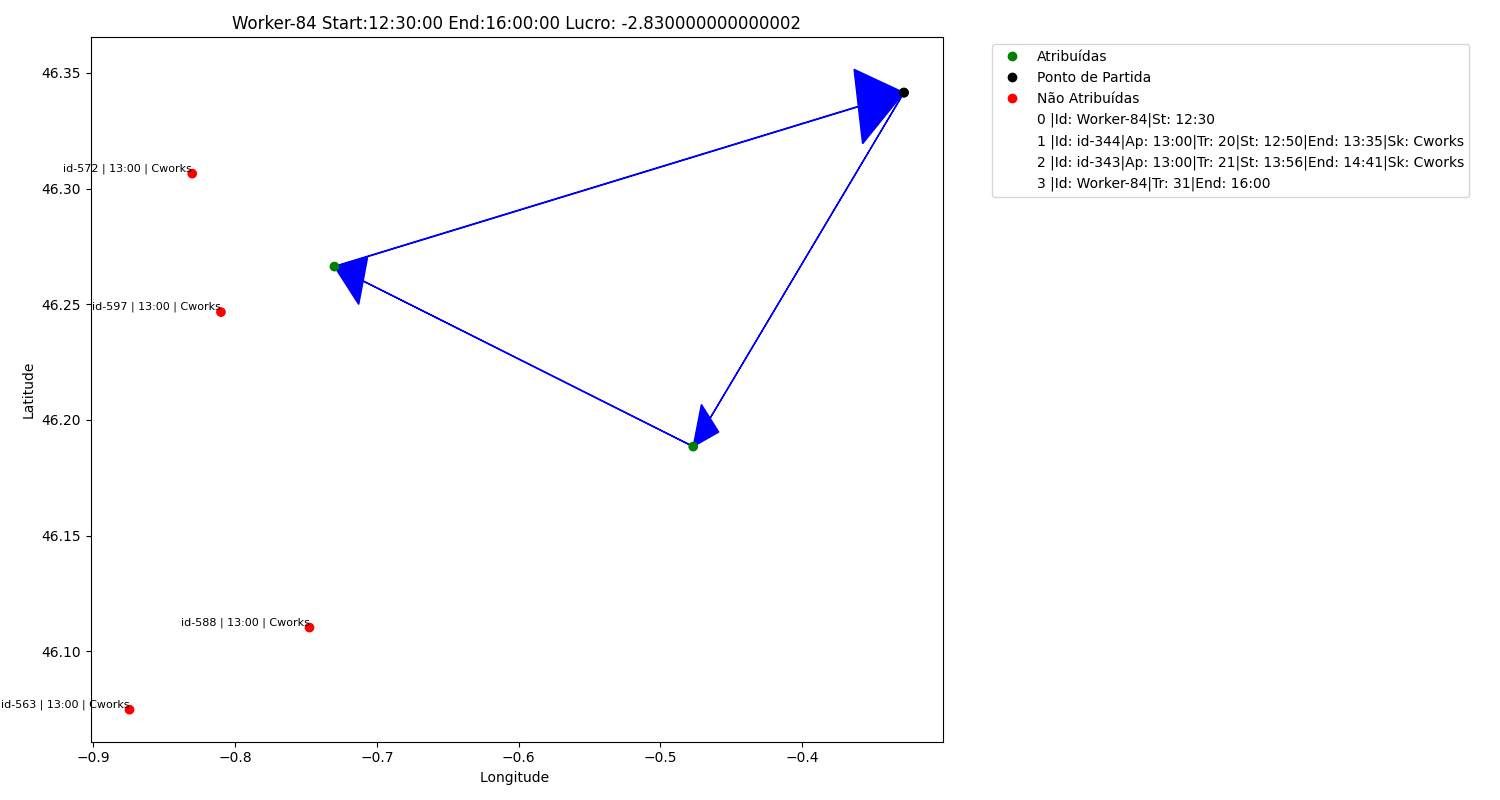 Worker-84 Start:12:30:00 End:16:00:00 Lucro: -2.830000000000002
Atribuídas
Ponto de Partida
Não Atribuídas
0 |Id: Worker-84|St: 12:30
1 |Id: id-344|Ap: 13:00|Tr: 20|St: 12:50|End: 13:35|Sk: Cworks
2 |Id: id-343|Ap: 13:00|Tr: 21|St: 13:56|End: 14:41|Sk: Cworks
3 |Id: Worker-84|Tr: 31|End: 16:00
46.35
46.30
46.25
46.20
46.15
46.10
Latitude
id-572 | 13:00 | Cworks
id-597 | 13:00 | Cworks
id-588 | 13:00 | Cworks
id-563 | 13:00 | Cworks
−0.9 −0.8 −0.7 −0.6 −0.5 −0.4
Longitude